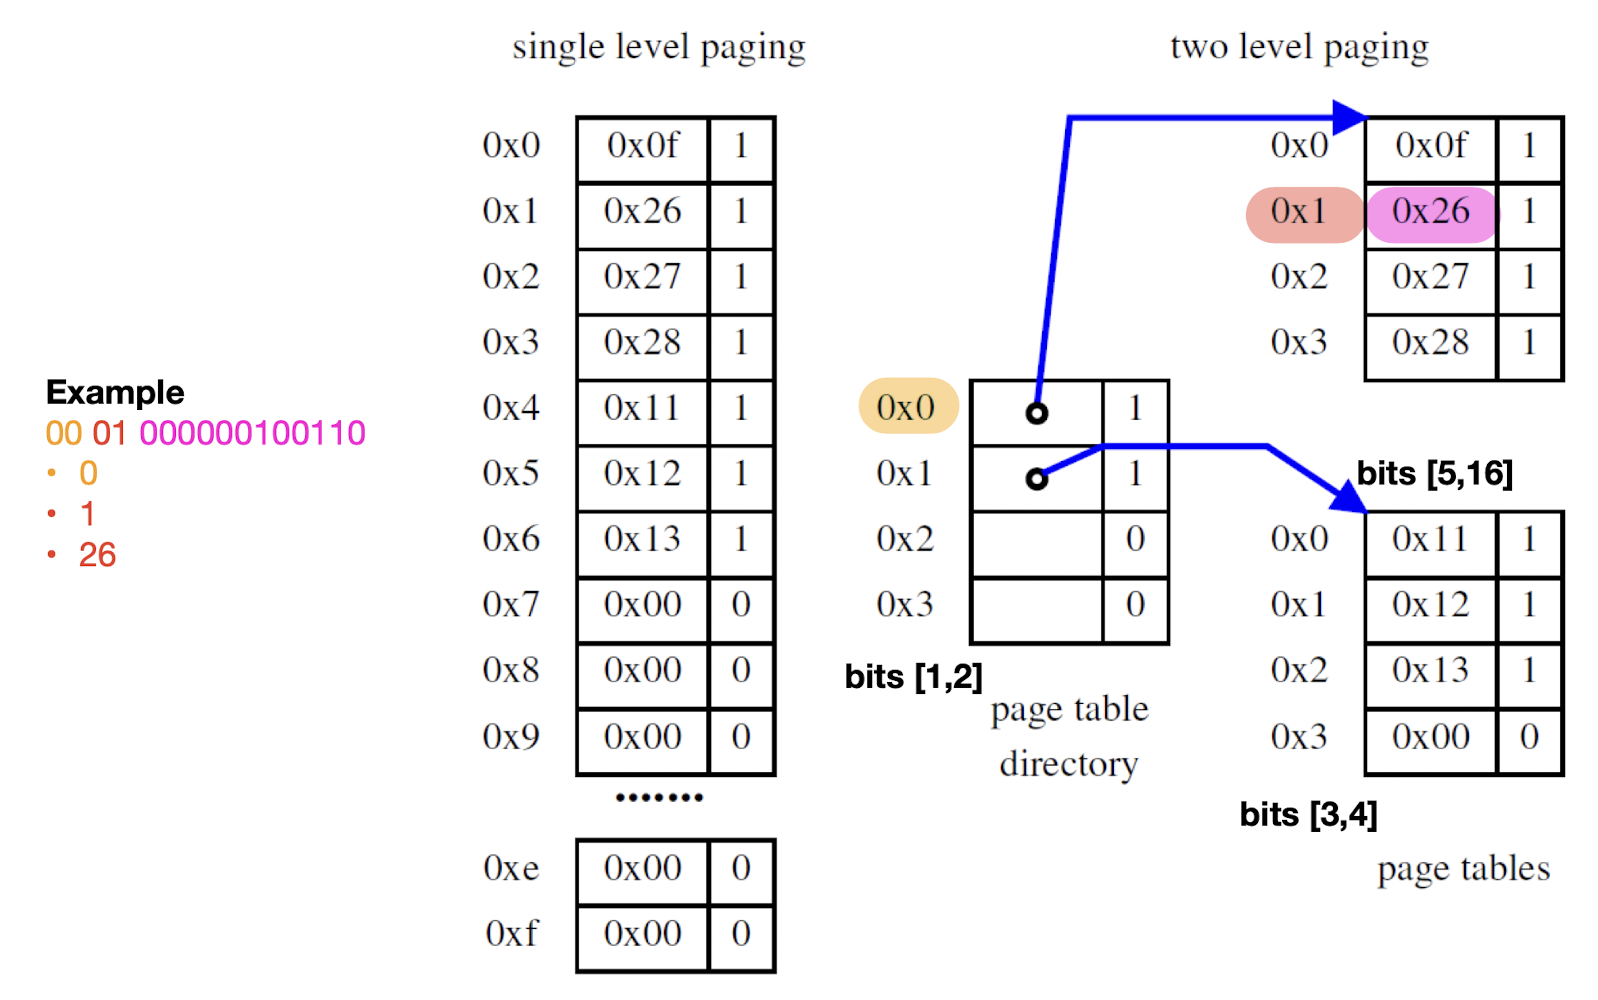 single level paging
two level paging
0x0 0x0f 1
0x1 0x26 1
0x2 0x27 1
0x3 0x28 1
0x4 0x11 1
0x5 0x12 1
0x6 0x13 1
0x7 0x00 0
0x8 0x00 0
0x9 0x00 0
•••••••
0xe 0x00 0
0xf 0x00 0
Example
00 01 000000100110
• 0
• 1
• 26
0x0 1
0x1 1
0x2 0
0x3 0
bits [1,2]
page table
directory
0x0 0x0f 1
0x1 0x26 1
0x2 0x27 1
0x3 0x28 1
bits [5,16]
0x0 0x11 1
0x1 0x12 1
0x2 0x13 1
0x3 0x00 0
bits [3,4]
page tables